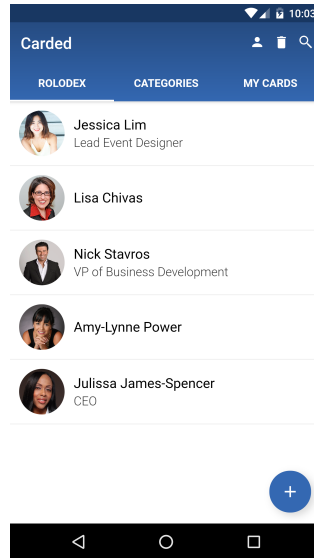 10:03
Carded
ROLODEX CATEGORIES MY CARDS
Jessica Lim
Lead Event Designer
Lisa Chivas
Nick Stavros
VP of Business Development
Amy-Lynne Power
Julissa James-Spencer
CEO